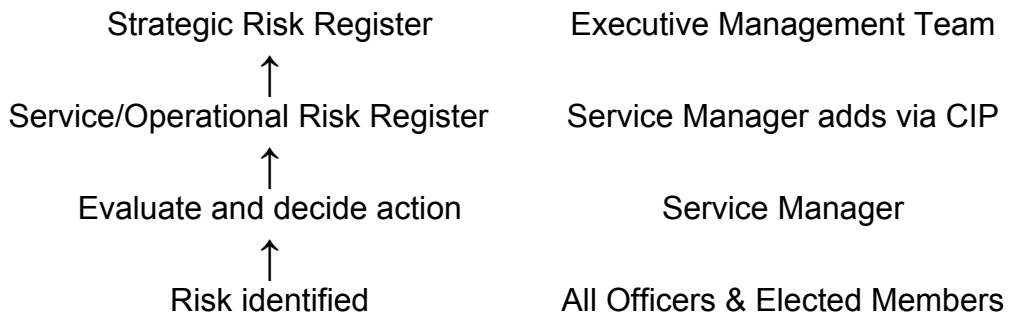 Strategic Risk Register Executive Management Team
Service/Operational Risk Register Service Manager adds via CIP
Evaluate and decide action Service Manager
Risk identified All Officers & Elected Members